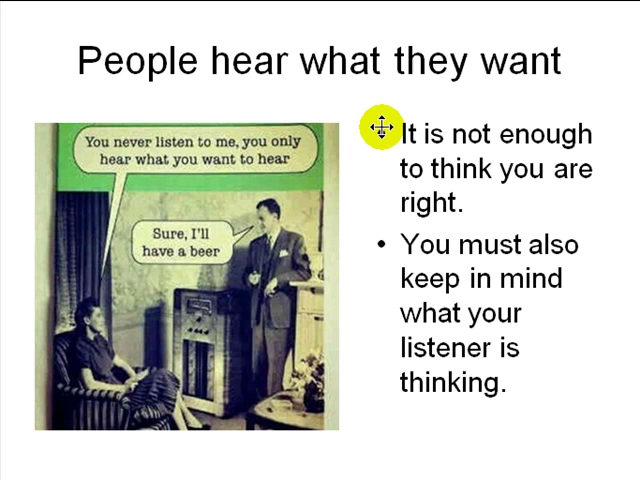 People hear what they want
You never listen to me, you only
hear what you want to hear
Sure, I'll
have a beer
It is not enough
to think you are
right.
• You must also
keep in mind
what your
listener is
thinking.